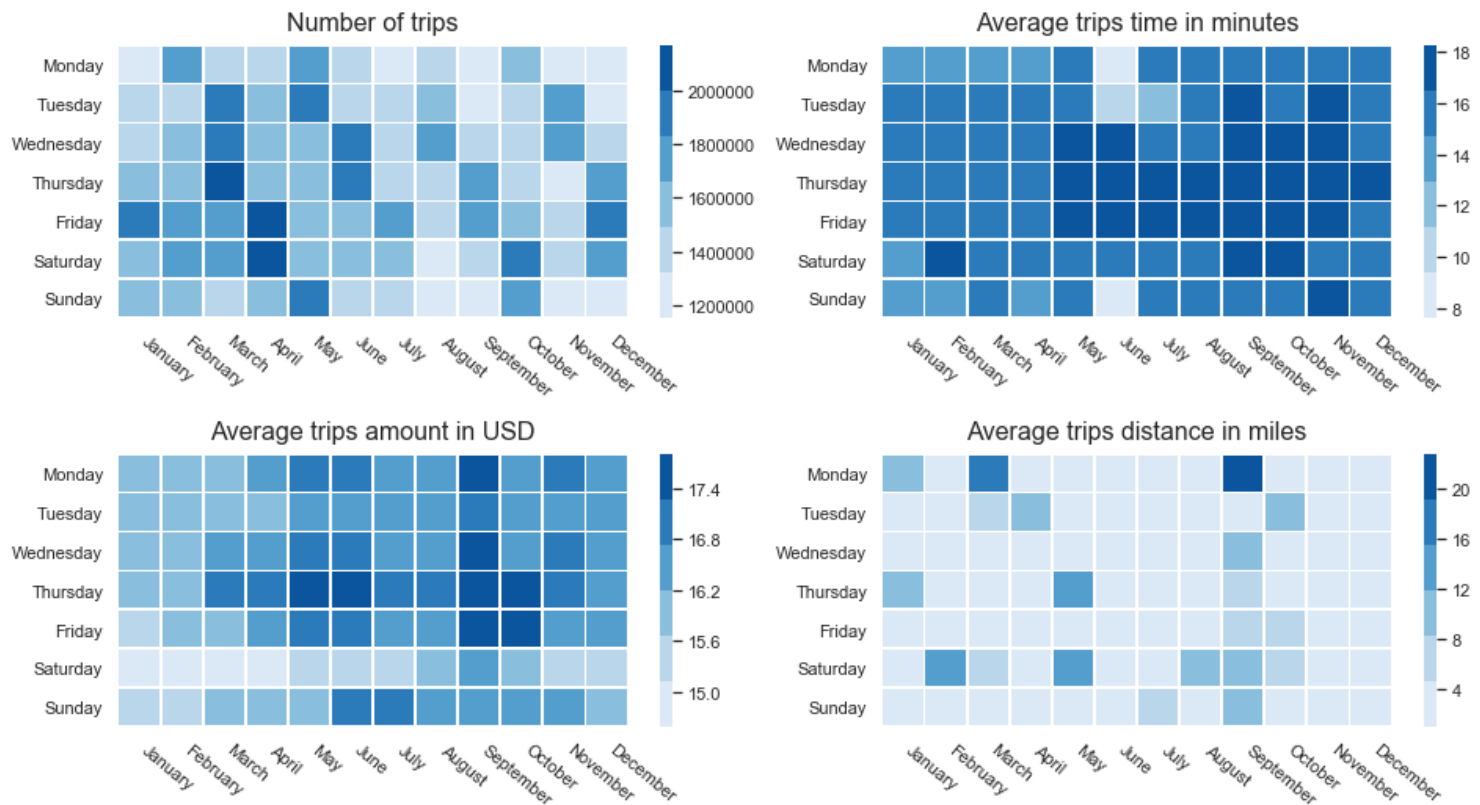 Number of trips
Monday
Tuesday
Wednesday
Thursday
Friday
Saturday
Sunday
January
February
March
April
May
June
July
August
September
October
November
December
2000000
1800000
1600000
1400000
1200000
Average trips time in minutes
Monday
Tuesday
Wednesday
Thursday
Friday
Saturday
Sunday
January
February
March
April
May
June
July
August
September
October
November
December
18
16
14
12
10
8
Average trips amount in USD
Monday
Tuesday
Wednesday
Thursday
Friday
Saturday
Sunday
January
February
March
April
May
June
July
August
September
October
November
December
17.4
16.8
16.2
15.6
15.0
Average trips distance in miles
Monday
Tuesday
Wednesday
Thursday
Friday
Saturday
Sunday
January
February
March
April
May
June
July
August
September
October
November
December
20
16
12
8
4